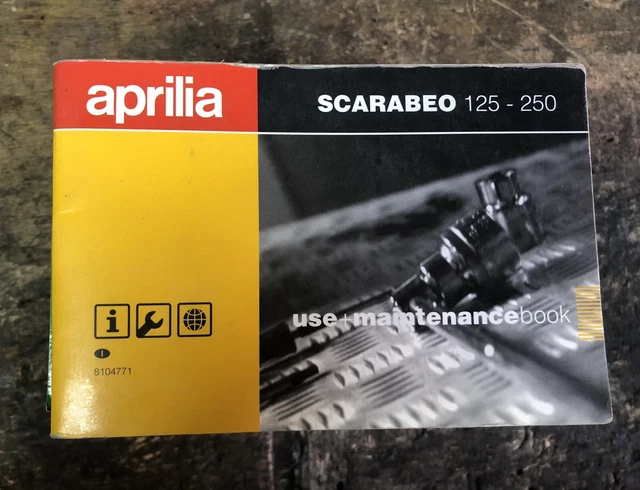 aprilia
SCARABEO 125 - 250
use+maintenancebook
i
I
8104771